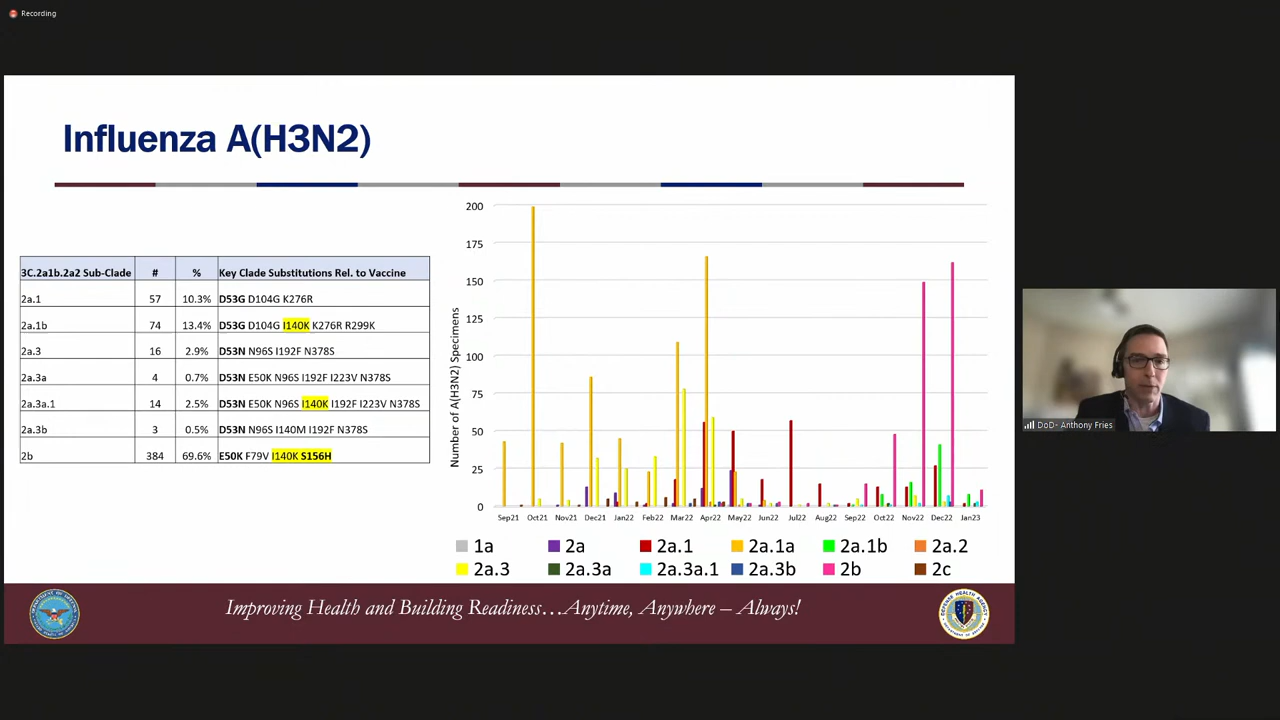 Recording
Influenza A(H3N2)
3C.2a1b.2a2 Sub-Clade # % Key Clade Substitutions Rel. to Vaccine
2a.1 57 10.3% D53G D104G K276R
2a.1b 74 13.4% D53G D104G I140K K276R R299K
2a.3 16 2.9% D53N N96S I192F N378S
2a.3a 4 0.7% D53N E50K N96S I192F I223V N378S
2a.3a.1 14 2.5% D53N E50K N96S I140K I192F I223V N378S
2a.3b 3 0.5% D53N N96S I140M I192F N378S
2b 384 69.6% E50K F79V I140K S156H
Number of A(H3N2) Specimens
200
175
150
125
100
75
50
25
0
Sep21 Oct21 Nov21 Dec21 Jan22 Feb22 Mar22 Apr22 May22 Jun22 Jul22 Aug22 Sep22 Oct22 Nov22 Dec22 Jan23
1a 2a 2a.1 2a.1a 2a.1b 2a.2
2a.3 2a.3a 2a.3a.1 2a.3b 2b 2c
Improving Health and Building Readiness…Anytime, Anywhere – Always!
DoD- Anthony Fries